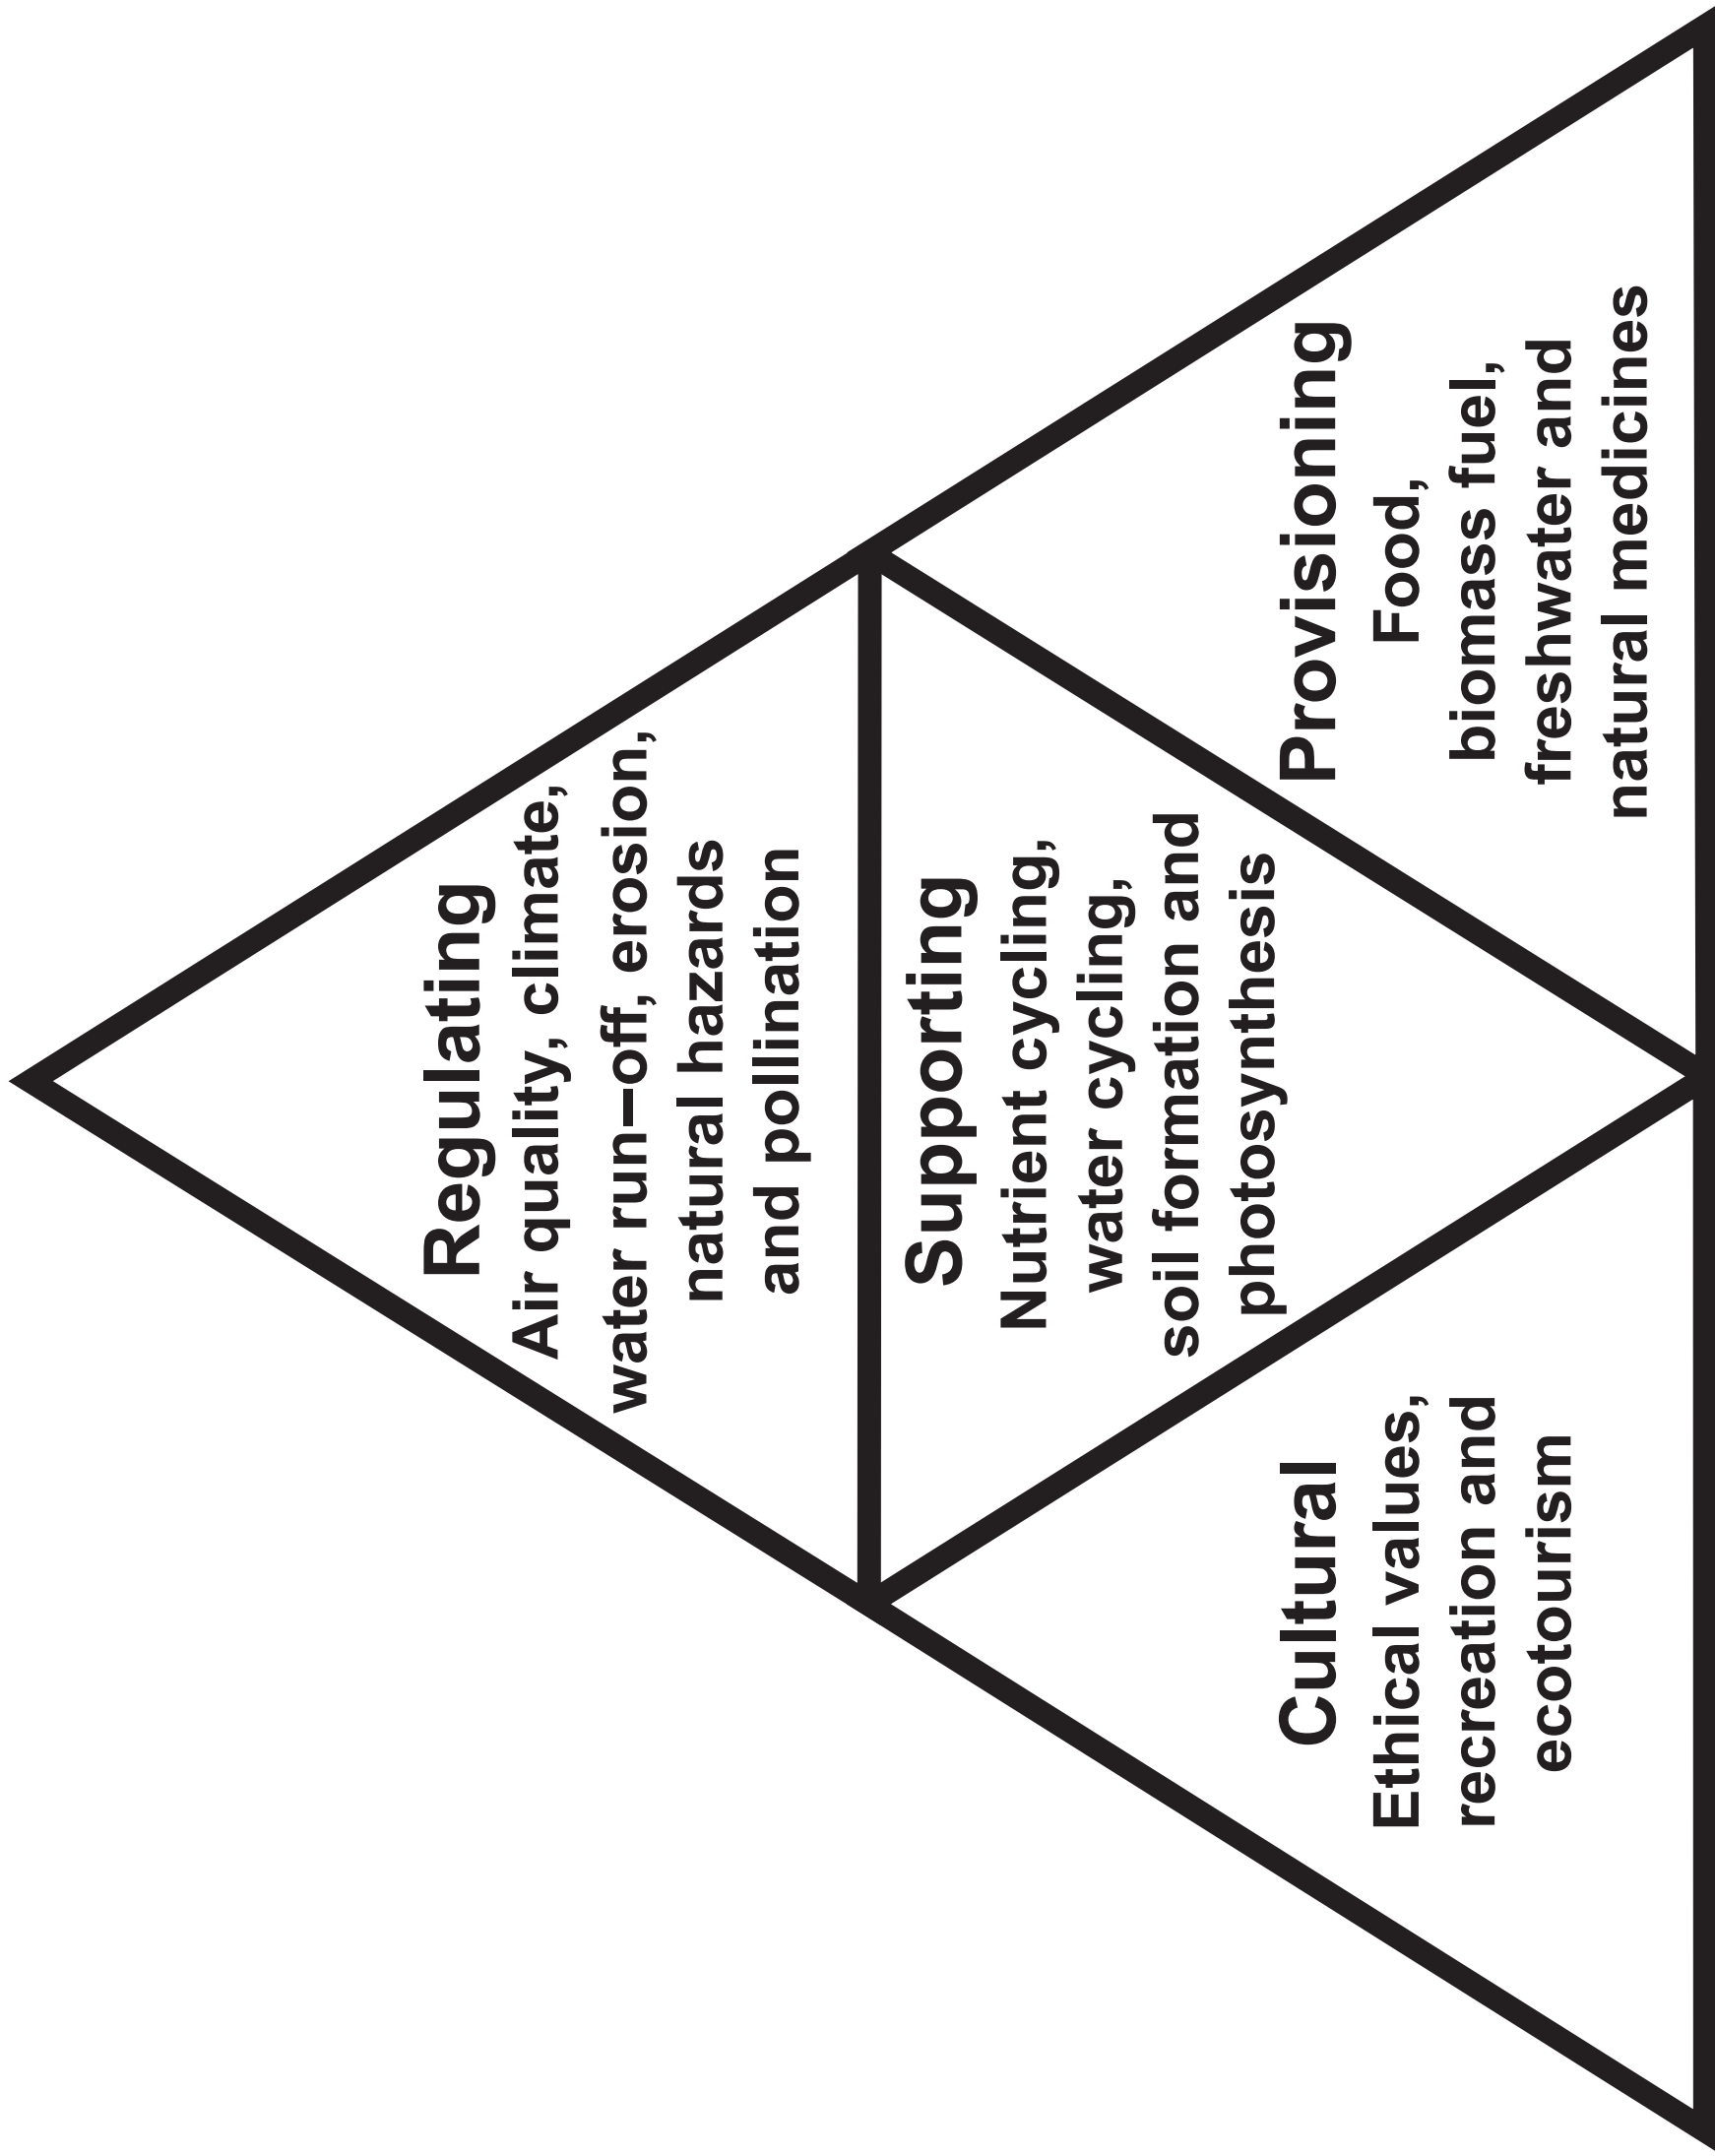 Regulating
Air quality, climate,
water run–off, erosion,
natural hazards
and pollination
Supporting
Nutrient cycling,
water cycling,
soil formation and
photosynthesis
Cultural
Ethical values,
recreation and
ecotourism
Provisioning
Food,
biomass fuel,
freshwater and
natural medicines